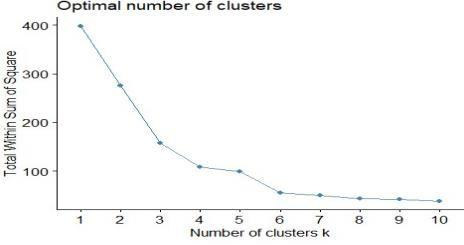 Optimal number of clusters
Total Within Sum of Square
400
300
200
100
1 2 3 4 5 6 7 8 9 10
Number of clusters k